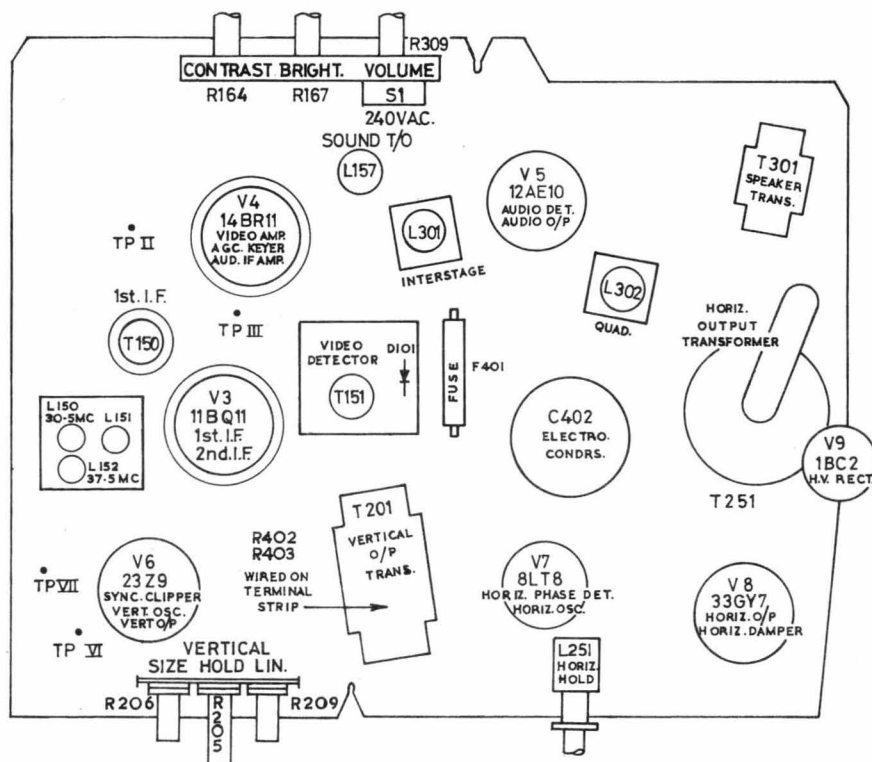 R309
CONTRAST BRIGHT. VOLUME
R164 R167 S1
240VAC.
SOUND T/O
L157
V4
14BR11
VIDEO AMP.
AGC. KEYER
AUD. IF AMP.
V5
12AE10
AUDIO DET.
AUDIO O/P
T301
SPEAKER
TRANS.
TP II
L301
INTERSTAGE
L302
QUAD.
1st. I.F.
T150
TP III
VIDEO
DETECTOR
D101
T151
FUSE
F401
HORIZ.
OUTPUT
TRANSFORMER
L150
30·5MC
L151
L152
37·5MC
V3
11BQ11
1st. I.F.
2nd. I.F.
C402
ELECTRO.
CONDRS.
V9
1BC2
H.V. RECT.
T251
T201
VERTICAL
O/P
TRANS.
R402
R403
WIRED ON
TERMINAL
STRIP
TP VII
V6
23Z9
SYNC. CLIPPER
VERT. OSC.
VERT O/P
V7
8LT8
HORIZ. PHASE DET.
HORIZ. OSC.
V8
33GY7
HORIZ. O/P
HORIZ. DAMPER
TP VI
VERTICAL
SIZE HOLD LIN.
R206 R205 R209
L251
HORIZ.
HOLD